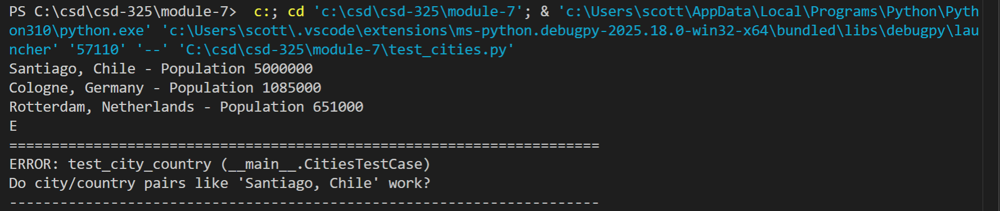 PS C:\csd\csd-325\module-7>  c:; cd 'c:\csd\csd-325\module-7'; & 'c:\Users\scott\AppData\Local\Programs\Python\Pyth
on310\python.exe' 'c:\Users\scott\.vscode\extensions\ms-python.debugpy-2025.18.0-win32-x64\bundled\libs\debugpy\lau
ncher' '57110' '--' 'C:\csd\csd-325\module-7\test_cities.py'
Santiago, Chile - Population 5000000
Cologne, Germany - Population 1085000
Rotterdam, Netherlands - Population 651000
E
======================================================================
ERROR: test_city_country (__main__.CitiesTestCase)
Do city/country pairs like 'Santiago, Chile' work?
----------------------------------------------------------------------